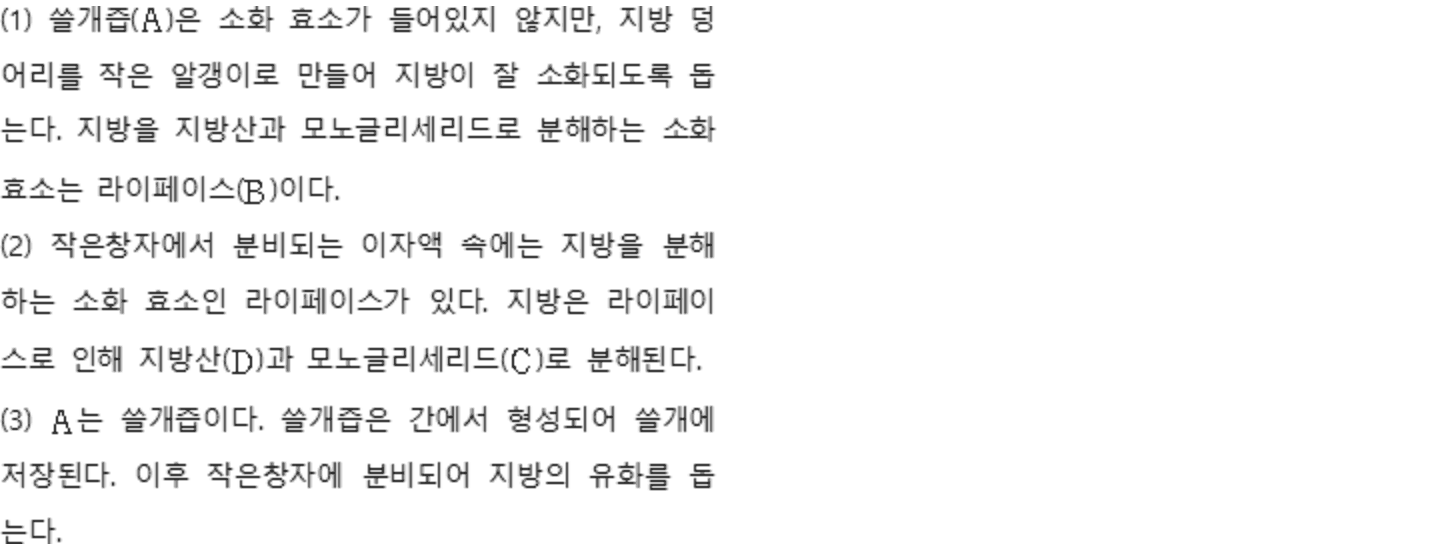 (1) 쓸개즙(A)은 소화 효소가 들어있지 않지만, 지방 덩
어리를 작은 알갱이로 만들어 지방이 잘 소화되도록 돕
는다. 지방을 지방산과 모노글리세리드로 분해하는 소화
효소는 라이페이스(B)이다.
(2) 작은창자에서 분비되는 이자액 속에는 지방을 분해
하는 소화 효소인 라이페이스가 있다. 지방은 라이페이
스로 인해 지방산(D)과 모노글리세리드(C)로 분해된다.
(3) A는 쓸개즙이다. 쓸개즙은 간에서 형성되어 쓸개에
저장된다. 이후 작은창자에 분비되어 지방의 유화를 돕
는다.